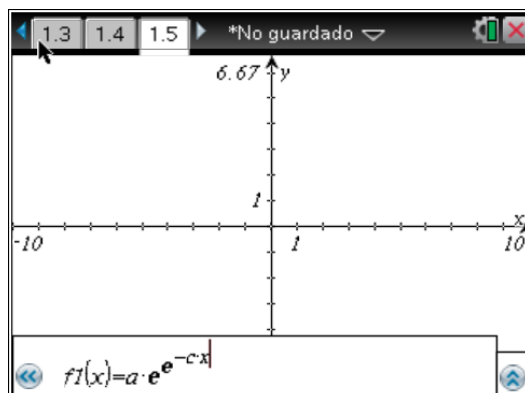 1.3 1.4 1.5 *No guardado
6.67 y
1
x
-10 1 10
f1(x)=a·e^e^-c·x